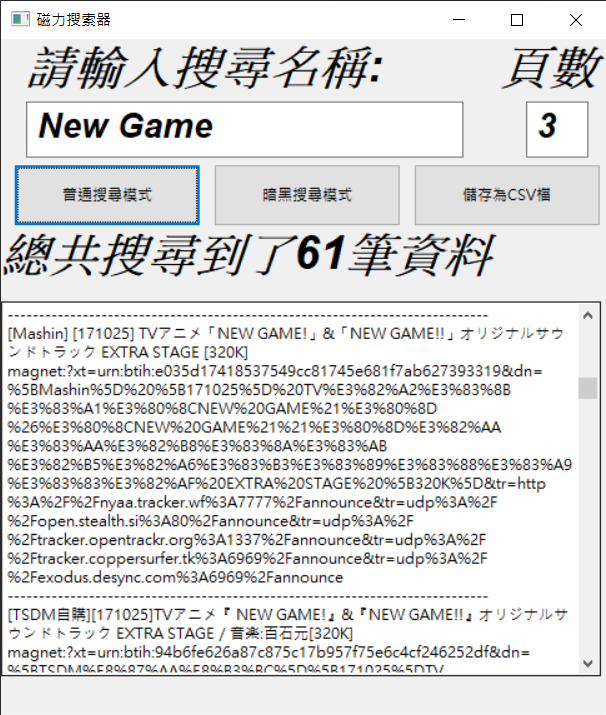 磁力搜索器
請輸入搜尋名稱: 頁數
New Game 3
普通搜尋模式 暗黑搜尋模式 儲存為CSV檔
總共搜尋到了61筆資料
--------------------------------------------------------------------------------
[Mashin] [171025] TVアニメ「NEW GAME!」&「NEW GAME!!」オリジナルサウ
ンドトラック EXTRA STAGE [320K]
magnet:?xt=urn:btih:e035d17418537549cc81745e681f7ab627393319&dn=
%5BMashin%5D%20%5B171025%5D%20TV%E3%82%A2%E3%83%8B
%E3%83%A1%E3%80%8CNEW%20GAME%21%E3%80%8D
%26%E3%80%8CNEW%20GAME%21%21%E3%80%8D%E3%82%AA
%E3%83%AA%E3%82%B8%E3%83%8A%E3%83%AB
%E3%82%B5%E3%82%A6%E3%83%B3%E3%83%89%E3%83%88%E3%83%A9
%E3%83%83%E3%82%AF%20EXTRA%20STAGE%20%5B320K%5D&tr=http
%3A%2F%2Fnyaa.tracker.wf%3A7777%2Fannounce&tr=udp%3A%2F
%2Fopen.stealth.si%3A80%2Fannounce&tr=udp%3A%2F
%2Ftracker.opentrackr.org%3A1337%2Fannounce&tr=udp%3A%2F
%2Ftracker.coppersurfer.tk%3A6969%2Fannounce&tr=udp%3A%2F
%2Fexodus.desync.com%3A6969%2Fannounce
--------------------------------------------------------------------------------
[TSDM自購][171025]TVアニメ『 NEW GAME!』&『NEW GAME!!』オリジナルサ
ウンドトラック EXTRA STAGE / 音楽:百石元[320K]
magnet:?xt=urn:btih:94b6fe626a87c875c17b957f75e6c4cf246252df&dn=
%5BTSDM%E8%87%AA%E8%B3%BC%5D%5B171025%5DTV